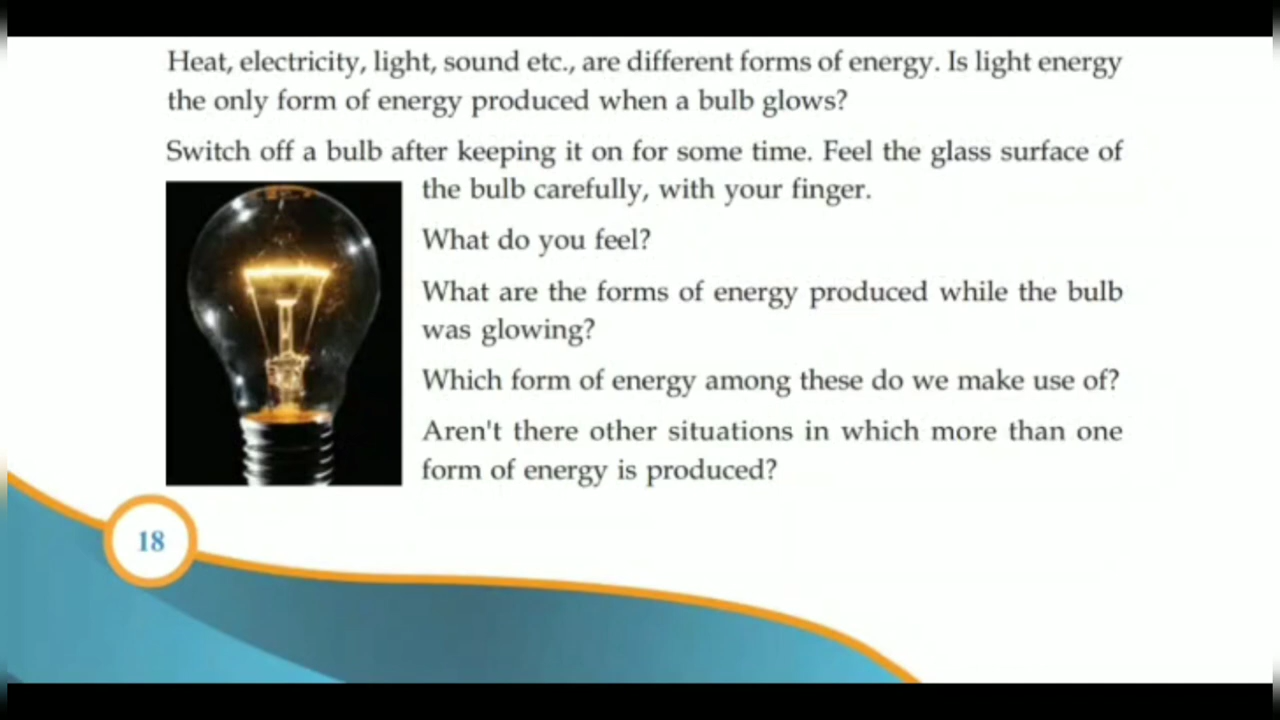 Heat, electricity, light, sound etc., are different forms of energy. Is light energy
the only form of energy produced when a bulb glows?
Switch off a bulb after keeping it on for some time. Feel the glass surface of
the bulb carefully, with your finger.
What do you feel?
What are the forms of energy produced while the bulb
was glowing?
Which form of energy among these do we make use of?
Aren't there other situations in which more than one
form of energy is produced?
18